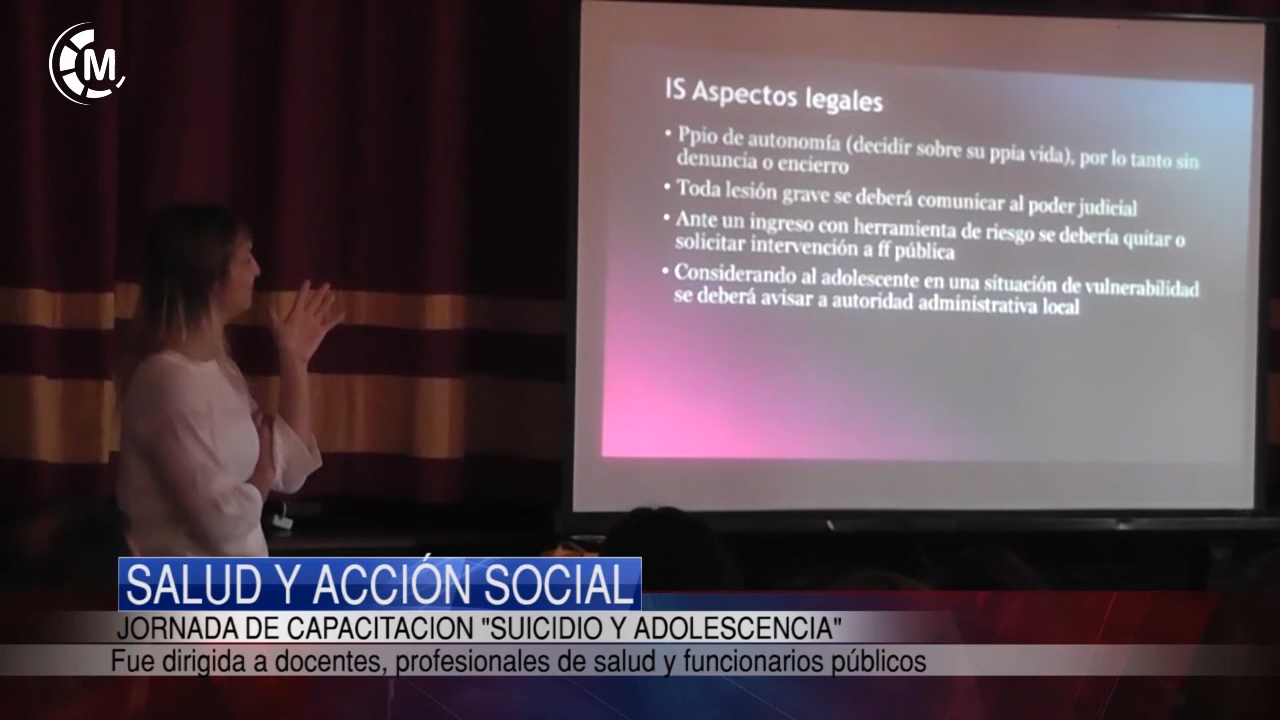 M
IS Aspectos legales
• Ppio de autonomía (decidir sobre su ppia vida), por lo tanto sin
denuncia o encierro
• Toda lesión grave se deberá comunicar al poder judicial
• Ante un ingreso con herramienta de riesgo se debería quitar o
solicitar intervención a ff pública
• Considerando al adolescente en una situación de vulnerabilidad
se deberá avisar a autoridad administrativa local
SALUD Y ACCIÓN SOCIAL
JORNADA DE CAPACITACION "SUICIDIO Y ADOLESCENCIA"
Fue dirigida a docentes, profesionales de salud y funcionarios públicos